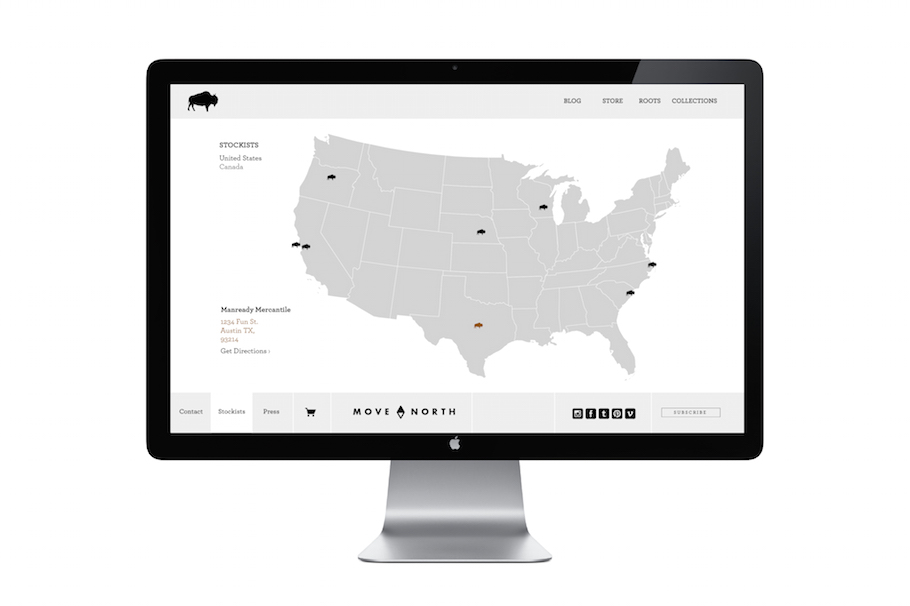 BLOG STORE ROOTS COLLECTIONS
STOCKISTS
United States
Canada
Manready Mercantile
1234 Fun St.
Austin TX,
93214
Get Directions ›
Contact Stockists Press MOVE NORTH SUBSCRIBE